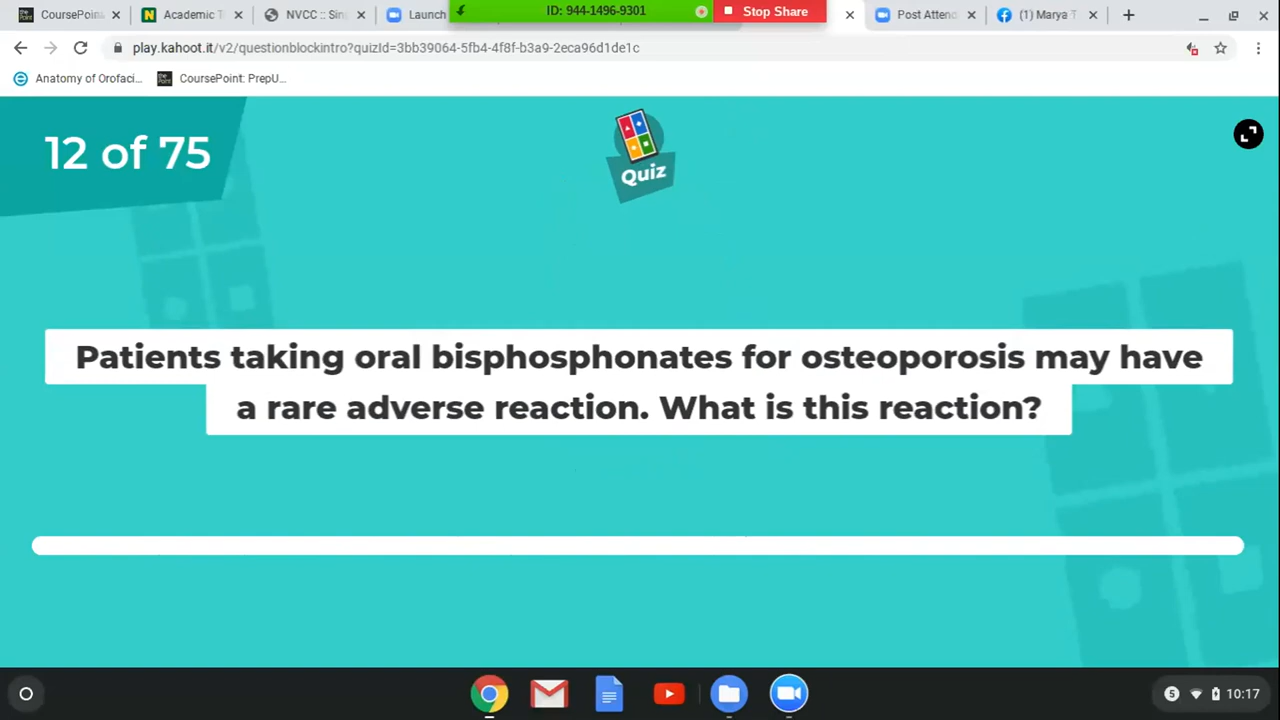 CoursePoint
Academic T
NVCC :: Sin
Launch
ID: 944-1496-9301
Stop Share
Post Atteno
(1) Marya T
play.kahoot.it/v2/questionblockintro?quizId=3bb39064-5fb4-4f8f-b3a9-2eca96d1de1c
Anatomy of Orofaci...
CoursePoint: PrepU...
12 of 75
Quiz
Patients taking oral bisphosphonates for osteoporosis may have
a rare adverse reaction. What is this reaction?
5
10:17